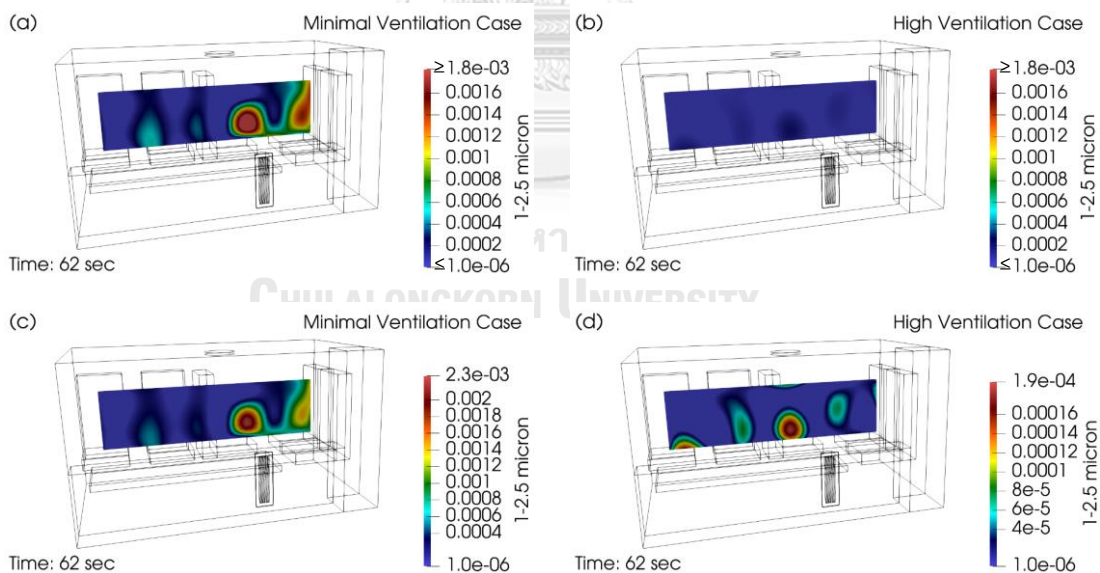 (a)
Minimal Ventilation Case
≥1.8e-03
0.0016
0.0014
0.0012
0.001
0.0008
0.0006
0.0004
0.0002
≤1.0e-06
1-2.5 micron
Time: 62 sec
(b)
High Ventilation Case
≥1.8e-03
0.0016
0.0014
0.0012
0.001
0.0008
0.0006
0.0004
0.0002
≤1.0e-06
1-2.5 micron
Time: 62 sec
CHULALONGKORN UNIVERSITY
(c)
Minimal Ventilation Case
2.3e-03
0.002
0.0018
0.0016
0.0014
0.0012
0.001
0.0008
0.0006
0.0004
1.0e-06
1-2.5 micron
Time: 62 sec
(d)
High Ventilation Case
1.9e-04
0.00016
0.00014
0.00012
0.0001
8e-5
6e-5
4e-5
1.0e-06
1-2.5 micron
Time: 62 sec